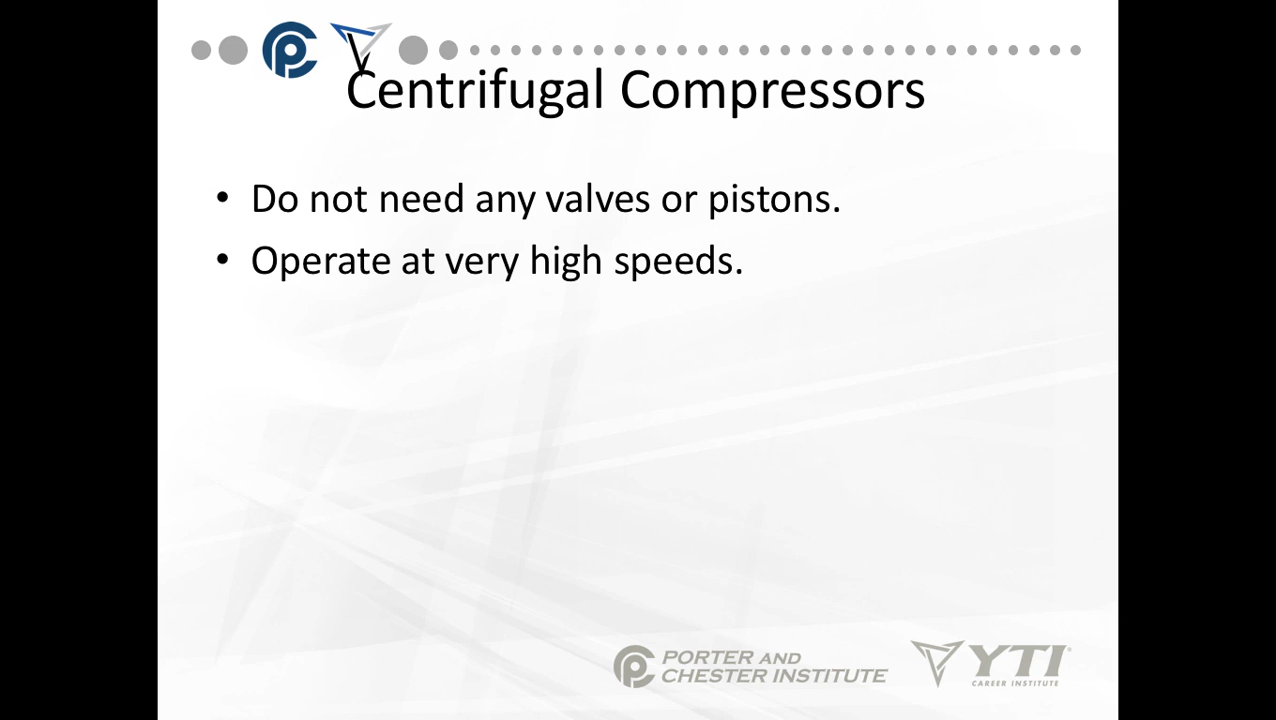 Centrifugal Compressors
• Do not need any valves or pistons.
• Operate at very high speeds.
PORTER AND
CHESTER INSTITUTE
YTI®
CAREER INSTITUTE